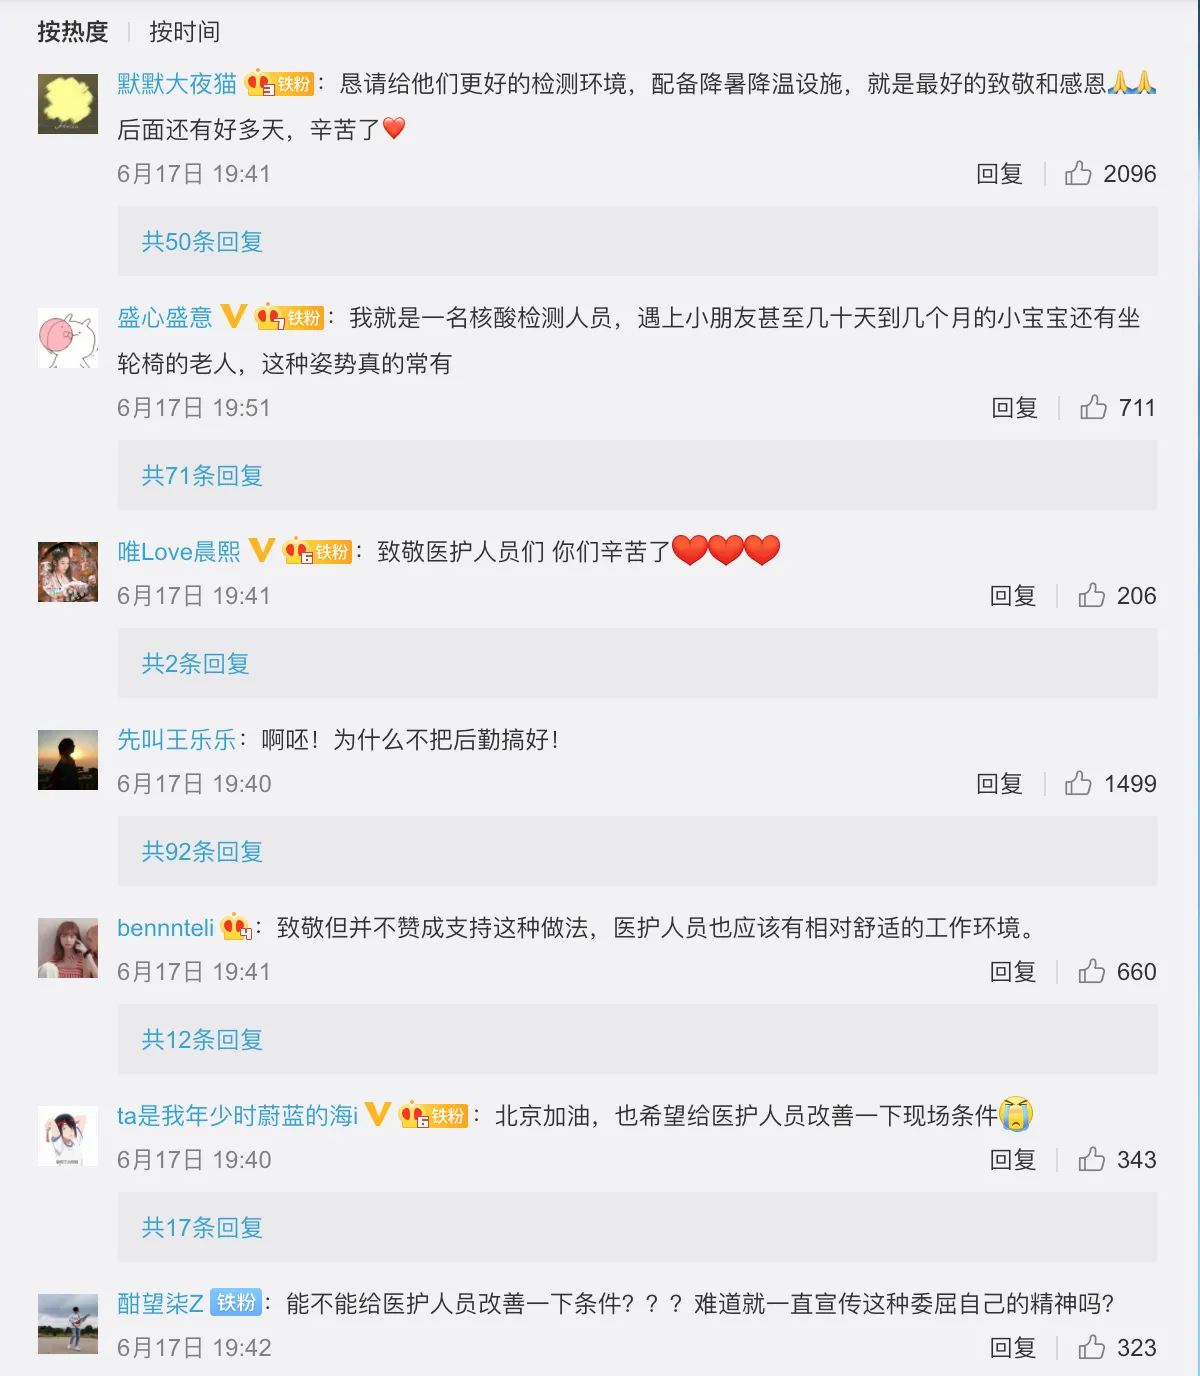 按热度 按时间
默默大夜猫 3 铁粉：恳请给他们更好的检测环境，配备降暑降温设施，就是最好的致敬和感恩🙏🙏
后面还有好多天，辛苦了❤️
6月17日 19:41 回复 2096
共50条回复
盛心盛意 V 7 铁粉：我就是一名核酸检测人员，遇上小朋友甚至几十天到几个月的小宝宝还有坐
轮椅的老人，这种姿势真的常有
6月17日 19:51 回复 711
共71条回复
唯Love晨熙 V 6 铁粉：致敬医护人员们 你们辛苦了❤️❤️❤️
6月17日 19:41 回复 206
共2条回复
先叫王乐乐：啊呸！为什么不把后勤搞好！
6月17日 19:40 回复 1499
共92条回复
bennnteli 4：致敬但并不赞成支持这种做法，医护人员也应该有相对舒适的工作环境。
6月17日 19:41 回复 660
共12条回复
ta是我年少时蔚蓝的海i V 6 铁粉：北京加油，也希望给医护人员改善一下现场条件😭
6月17日 19:40 回复 343
共17条回复
酣望柒Z 铁粉：能不能给医护人员改善一下条件？？？难道就一直宣传这种委屈自己的精神吗？
6月17日 19:42 回复 323